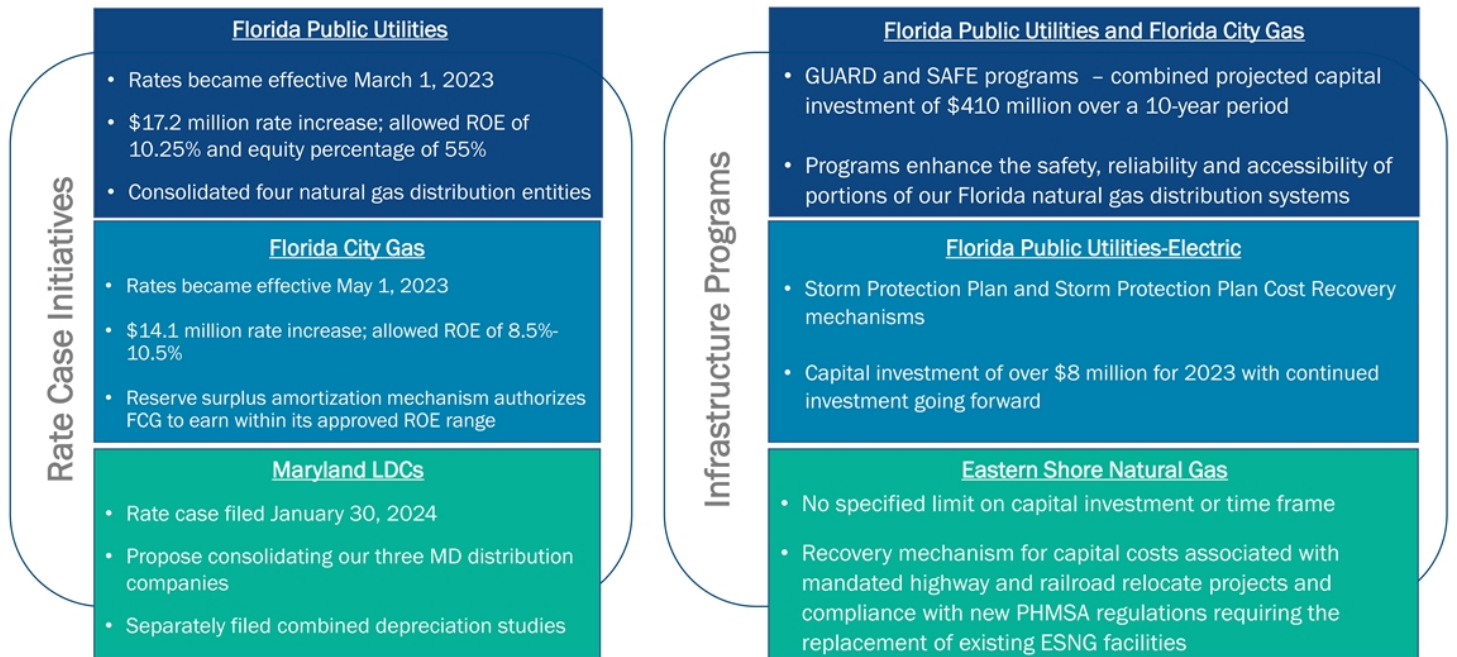 Rate Case Initiatives
Florida Public Utilities
• Rates became effective March 1, 2023
• $17.2 million rate increase; allowed ROE of
10.25% and equity percentage of 55%
• Consolidated four natural gas distribution entities
Florida City Gas
• Rates became effective May 1, 2023
• $14.1 million rate increase; allowed ROE of 8.5%-
10.5%
• Reserve surplus amortization mechanism authorizes
FCG to earn within its approved ROE range
Maryland LDCs
• Rate case filed January 30, 2024
• Propose consolidating our three MD distribution
companies
• Separately filed combined depreciation studies
Infrastructure Programs
Florida Public Utilities and Florida City Gas
• GUARD and SAFE programs – combined projected capital
investment of $410 million over a 10-year period
• Programs enhance the safety, reliability and accessibility of
portions of our Florida natural gas distribution systems
Florida Public Utilities-Electric
• Storm Protection Plan and Storm Protection Plan Cost Recovery
mechanisms
• Capital investment of over $8 million for 2023 with continued
investment going forward
Eastern Shore Natural Gas
• No specified limit on capital investment or time frame
• Recovery mechanism for capital costs associated with
mandated highway and railroad relocate projects and
compliance with new PHMSA regulations requiring the
replacement of existing ESNG facilities